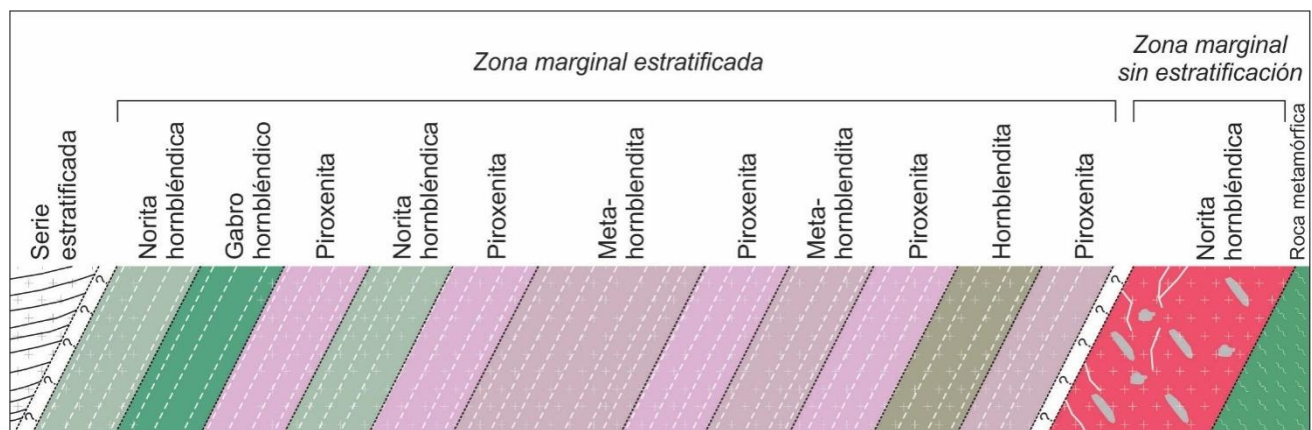 Zona marginal estratificada
Zona marginal
sin estratificación
Serie
estratificada
Norita
hornbléndica
Gabro
hornbléndico
Piroxenita
Norita
hornbléndica
Piroxenita
Meta-
hornblendita
Piroxenita
Meta-
hornblendita
Piroxenita
Hornblendita
Piroxenita
Norita
hornbléndica
Roca metamórfica
?
?
?
?
?
?
?
?